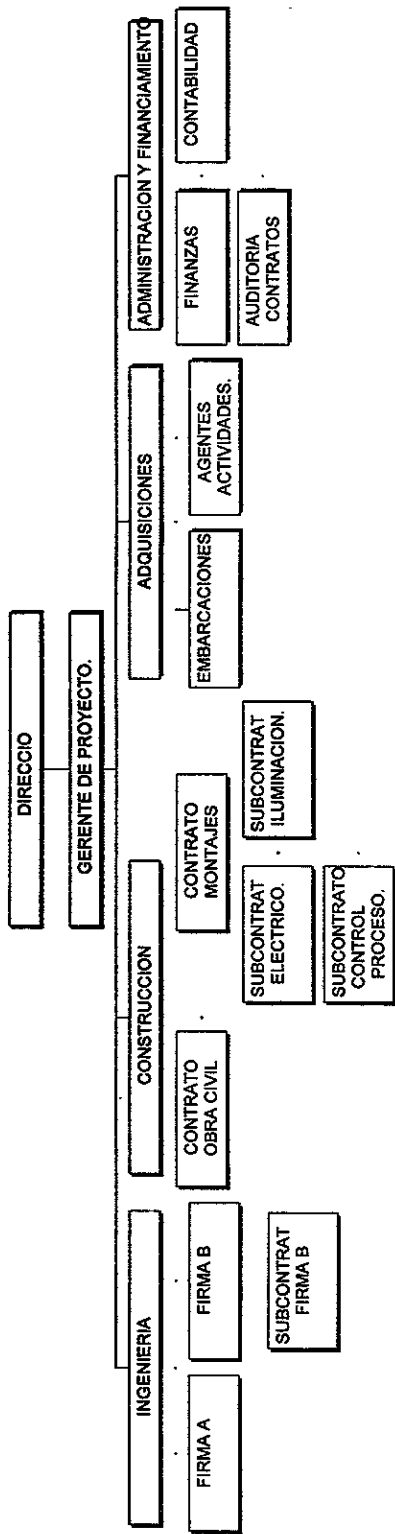 DIRECCIO
GERENTE DE PROYECTO.
INGENIERIA
CONSTRUCCION
ADQUISICIONES
ADMINISTRACION Y FINANCIAMIENTO
FIRMA A
FIRMA B
CONTRATO
OBRA CIVIL
CONTRATO
MONTAJES
EMBARCACIONES
AGENTES
ACTIVIDADES.
FINANZAS
CONTABILIDAD
SUBCONTRAT
FIRMA B
SUBCONTRAT
ELECTRICO.
SUBCONTRAT
ILUMINACION.
AUDITORIA
CONTRATOS
SUBCONTRATO
CONTROL
PROCESO.